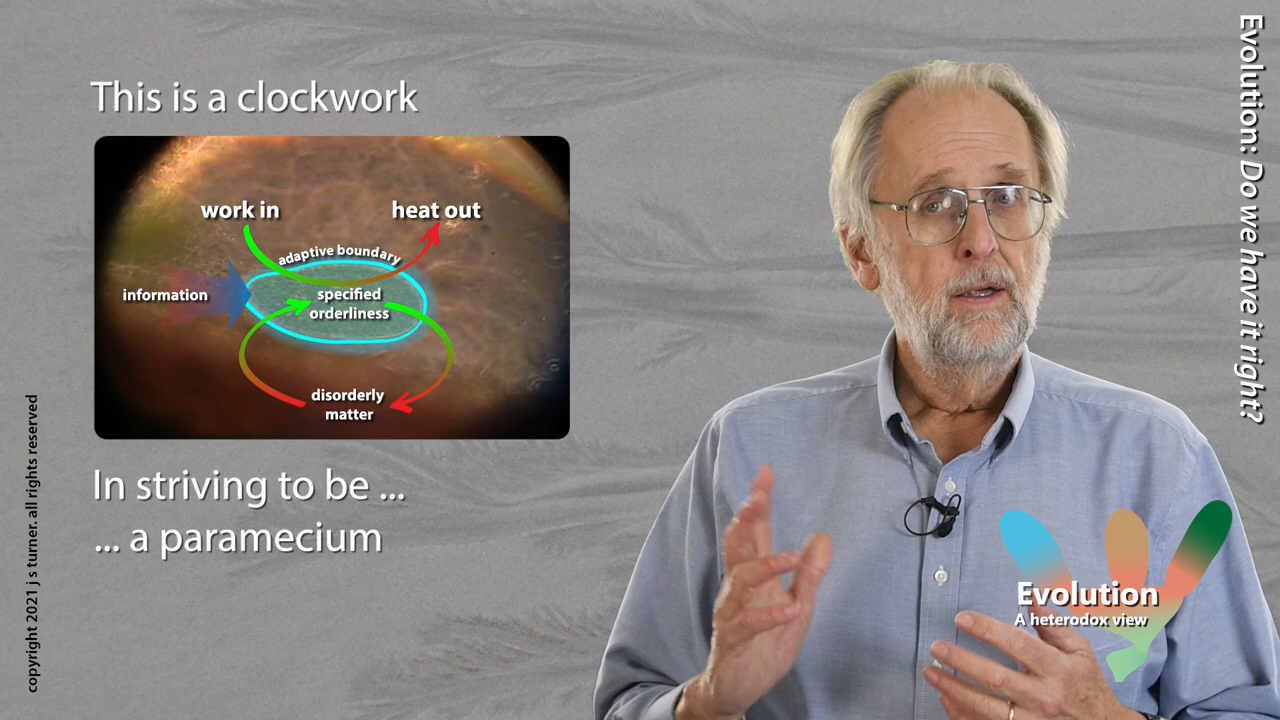 This is a clockwork
work in
heat out
adaptive boundary
information
specified
orderliness
disorderly
matter
In striving to be ...
... a paramecium
copyright 2021 j s turner. all rights reserved
Evolution: Do we have it right?
Evolution
A heterodox view